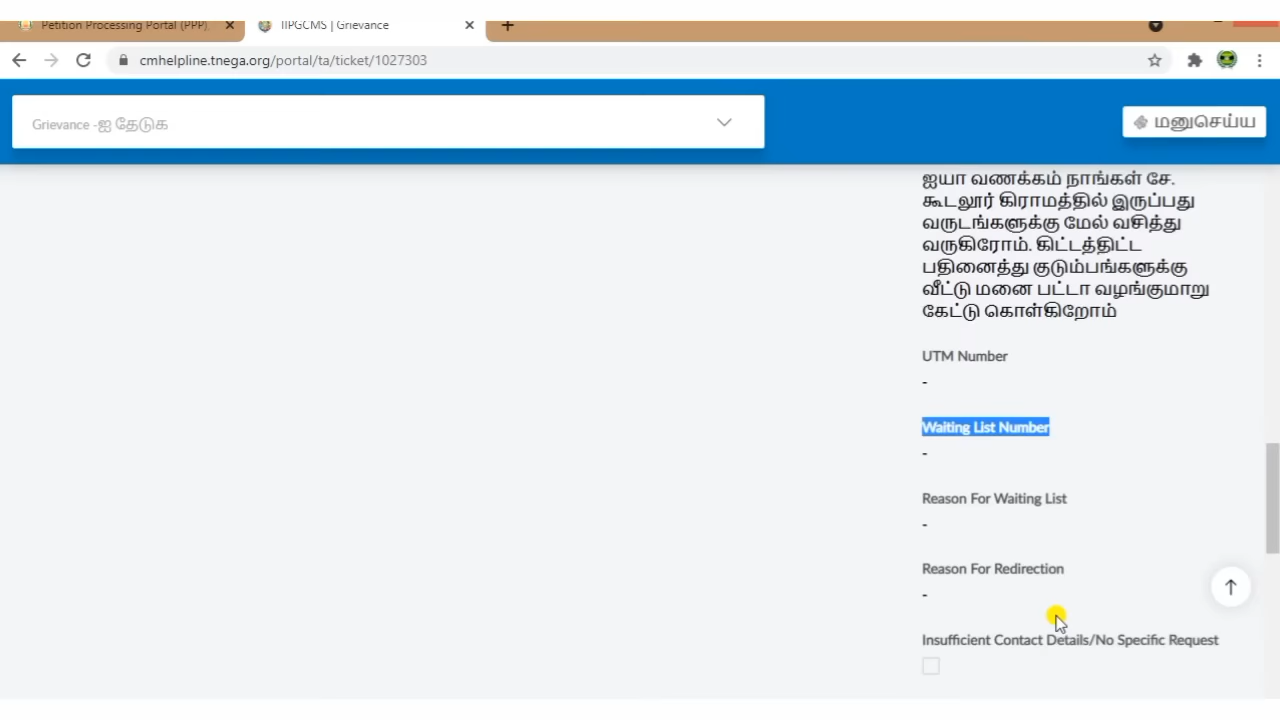 Petition Processing Portal (PPP).
IIPGCMS | Grievance
cmhelpline.tnega.org/portal/ta/ticket/1027303
Grievance -ஐ தேடுக
மனுசெய்ய
ஐயா வணக்கம் நாங்கள் சே.
கூடலூர் கிராமத்தில் இருப்பது
வருடங்களுக்கு மேல் வசித்து
வருகிரோம். கிட்டத்திட்ட
பதினைத்து குடும்பங்களுக்கு
வீட்டு மனை பட்டா வழங்குமாறு
கேட்டு கொள்கிறோம்
UTM Number
-
Waiting List Number
-
Reason For Waiting List
-
Reason For Redirection
-
Insufficient Contact Details/No Specific Request